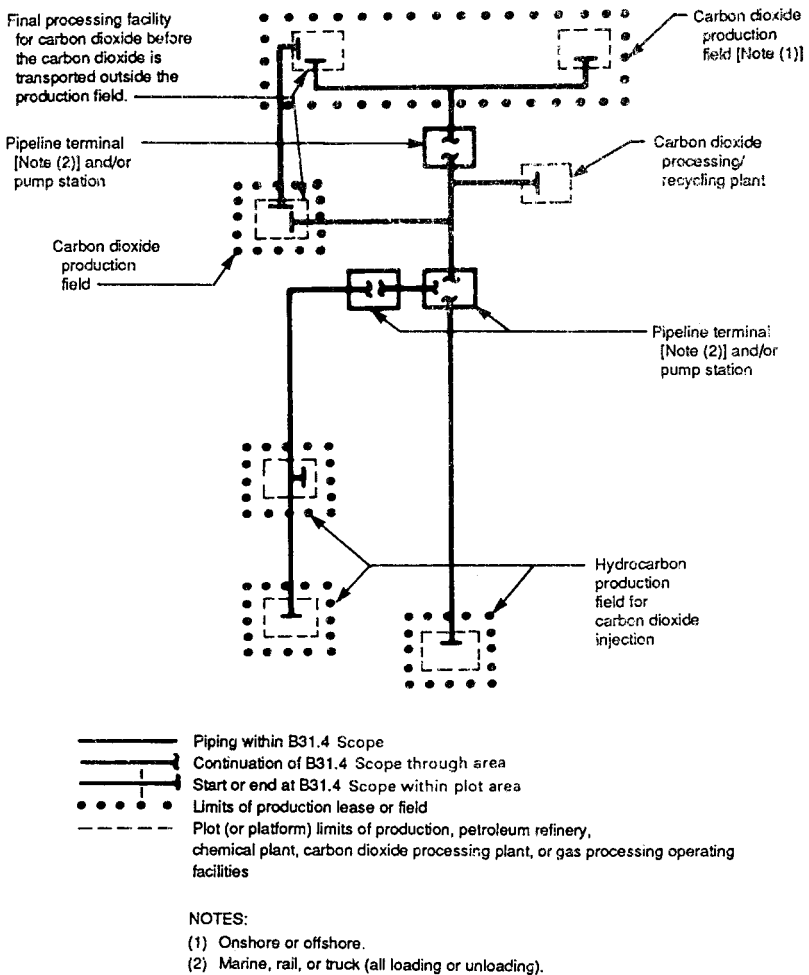 Final processing facility
for carbon dioxide before
the carbon dioxide is
transported outside the
production field.
Carbon dioxide
production
field [Note (1)]
Pipeline terminal
[Note (2)] and/or
pump station
Carbon dioxide
processing/
recycling plant
Carbon dioxide
production
field
Pipeline terminal
[Note (2)] and/or
pump station
Hydrocarbon
production
field for
carbon dioxide
injection
Piping within B31.4 Scope
Continuation of B31.4 Scope through area
Start or end at B31.4 Scope within plot area
Limits of production lease or field
Plot (or platform) limits of production, petroleum refinery,
chemical plant, carbon dioxide processing plant, or gas processing operating
facilities
NOTES:
(1) Onshore or offshore.
(2) Marine, rail, or truck (all loading or unloading).